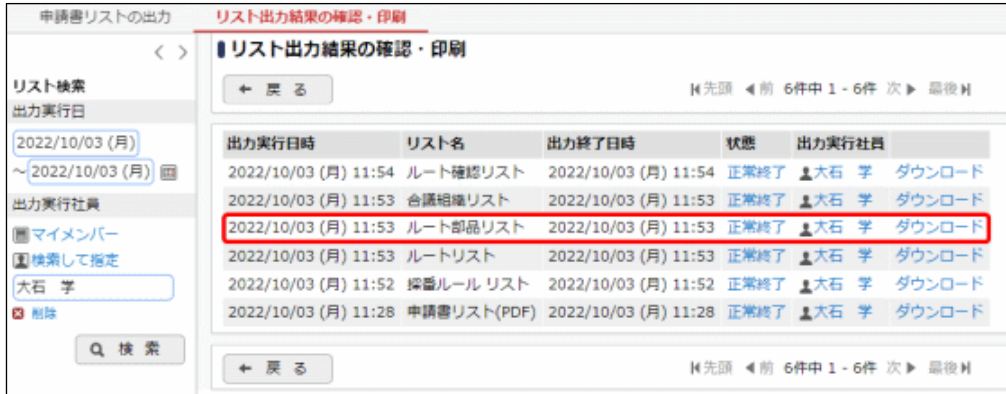 申請書リストの出力 リスト出力結果の確認・印刷
リスト出力結果の確認・印刷
戻る 先頭 前 6件中 1 - 6件 次 最後
リスト検索
出力実行日
2022/10/03 (月)
～ 2022/10/03 (月)
出力実行社員
マイメンバー
検索して指定
大石 学
削除
検索
出力実行日時 リスト名 出力終了日時 状態 出力実行社員
2022/10/03 (月) 11:54 ルート確認リスト 2022/10/03 (月) 11:54 正常終了 大石 学 ダウンロード
2022/10/03 (月) 11:53 合議組織リスト 2022/10/03 (月) 11:53 正常終了 大石 学 ダウンロード
2022/10/03 (月) 11:53 ルート部品リスト 2022/10/03 (月) 11:53 正常終了 大石 学 ダウンロード
2022/10/03 (月) 11:53 ルートリスト 2022/10/03 (月) 11:53 正常終了 大石 学 ダウンロード
2022/10/03 (月) 11:52 採番ルール リスト 2022/10/03 (月) 11:52 正常終了 大石 学 ダウンロード
2022/10/03 (月) 11:28 申請書リスト(PDF) 2022/10/03 (月) 11:28 正常終了 大石 学 ダウンロード
戻る 先頭 前 6件中 1 - 6件 次 最後